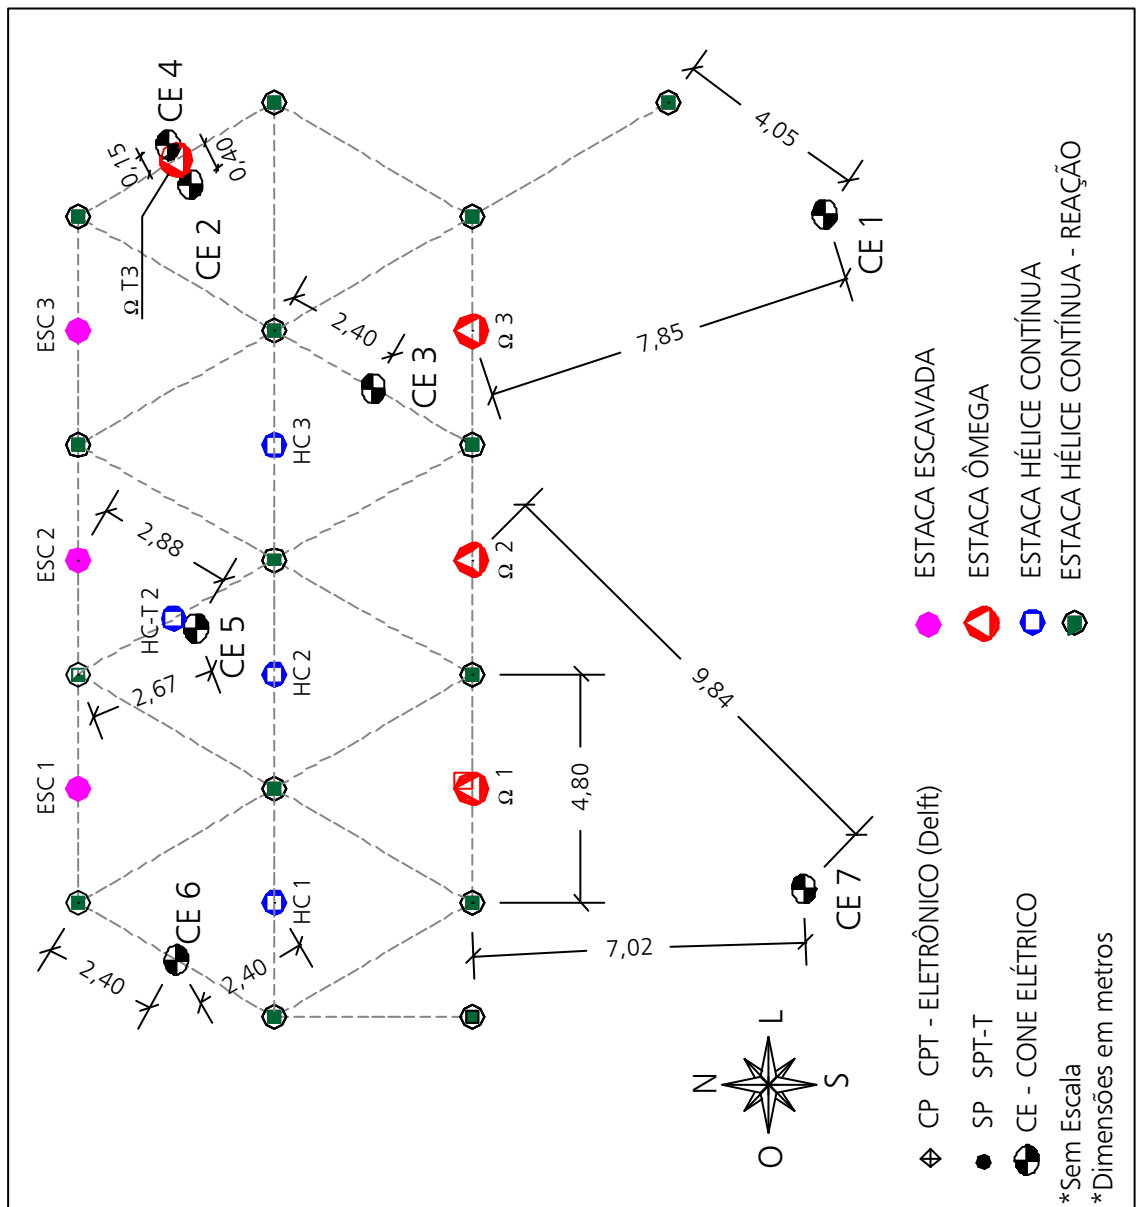 CE 4
0,15
0,40
CE 2
Ω T3
ESC 3
2,40
CE 3
Ω 3
4,05
CE 1
7,85
HC 3
ESC 2
2,88
HC-T 2
CE 5
2,67
HC 2
Ω 2
9,84
4,80
ESC 1
Ω 1
CE 6
HC 1
2,40
2,40
7,02
CE 7
N
S
O
L
ESTACA ESCAVADA
ESTACA ÔMEGA
ESTACA HÉLICE CONTÍNUA
ESTACA HÉLICE CONTÍNUA - REAÇÃO
CP CPT - ELETRÔNICO (Delft)
SP SPT-T
CE - CONE ELÉTRICO
*Sem Escala
*Dimensões em metros